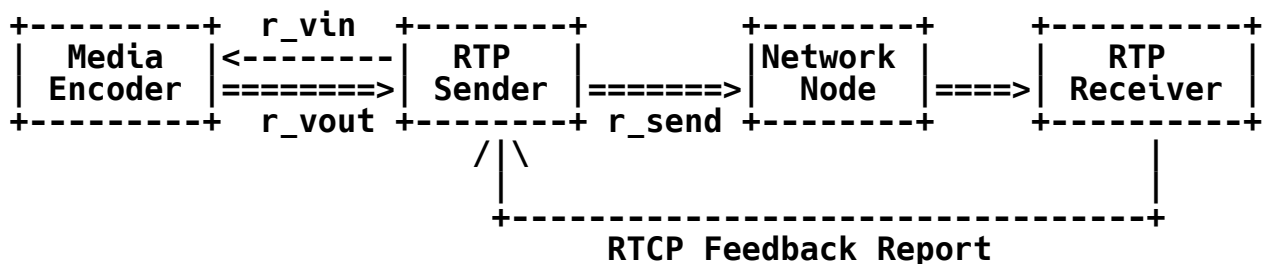 +---------+  r_vin  +--------+        +--------+     +----------+
|  Media  |<--------|  RTP   |        |Network |     |   RTP    |
| Encoder |========>| Sender |=======>|  Node  |====>| Receiver |
+---------+  r_vout +--------+ r_send +--------+     +----------+
                        /|\                                |
                         |                                 |
                         +---------------------------------+
                               RTCP Feedback Report